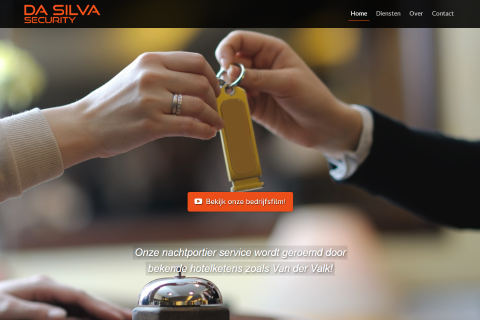 DA SILVA
SECURITY
Home Diensten Over Contact
Bekijk onze bedrijfsfilm!
Onze nachtportier service wordt geroemd door
bekende hotelketens zoals Van der Valk!